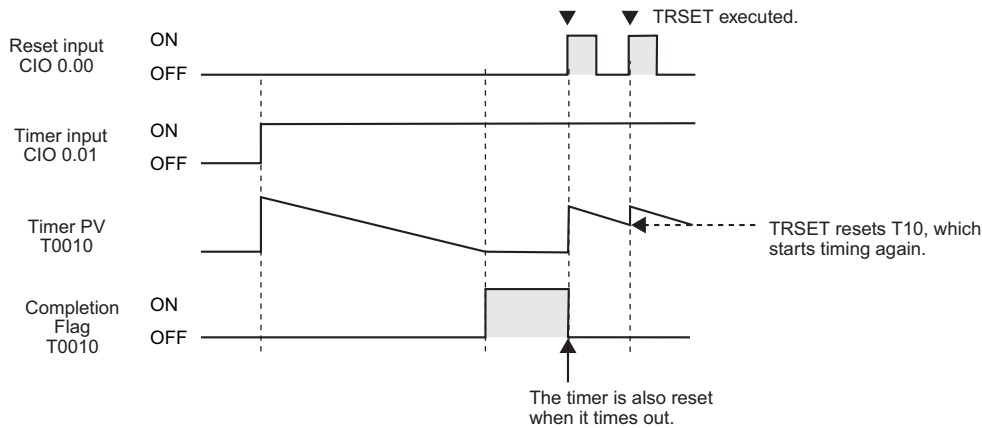 TRSET executed.
Reset input
CIO 0.00
ON
OFF
Timer input
CIO 0.01
ON
OFF
Timer PV
T0010
TRSET resets T10, which
starts timing again.
Completion
Flag
T0010
ON
OFF
The timer is also reset
when it times out.